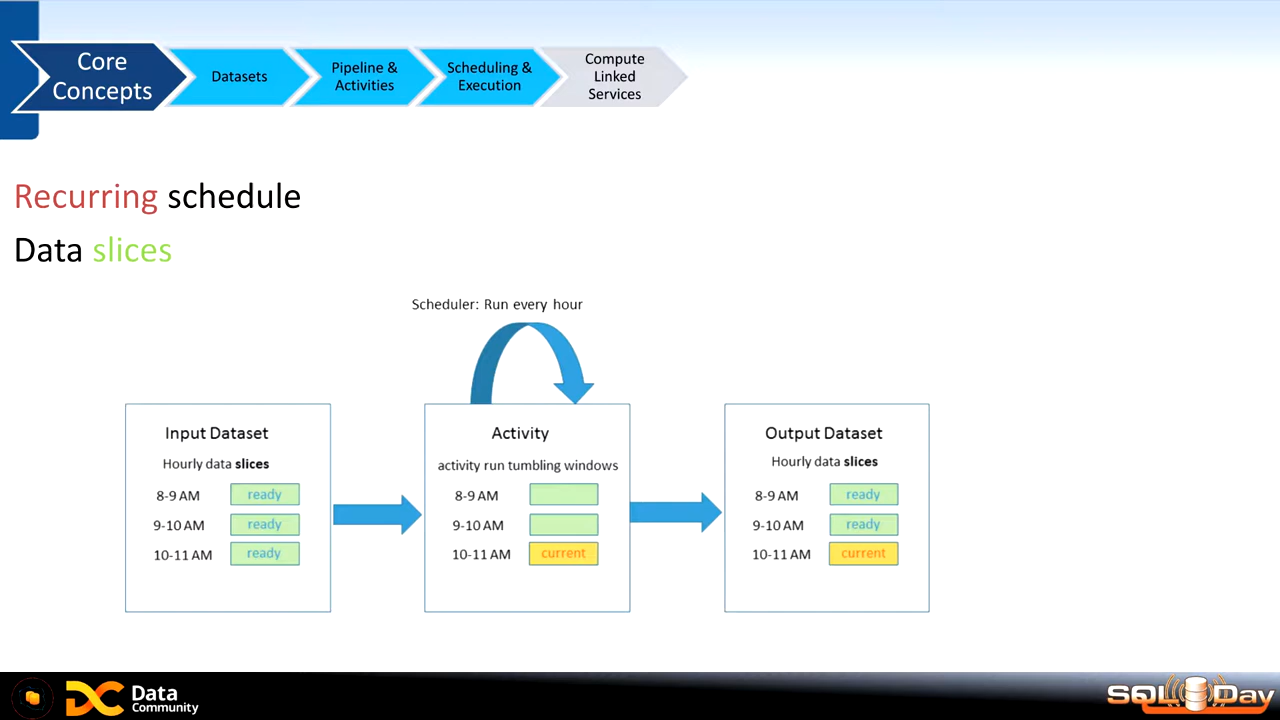 Core
Concepts
Datasets
Pipeline &
Activities
Scheduling &
Execution
Compute
Linked
Services
Recurring schedule
Data slices
Scheduler: Run every hour
Input Dataset
Hourly data slices
8-9 AM ready
9-10 AM ready
10-11 AM ready
Activity
activity run tumbling windows
8-9 AM
9-10 AM
10-11 AM current
Output Dataset
Hourly data slices
8-9 AM ready
9-10 AM ready
10-11 AM current
Data
Community
SQL Day